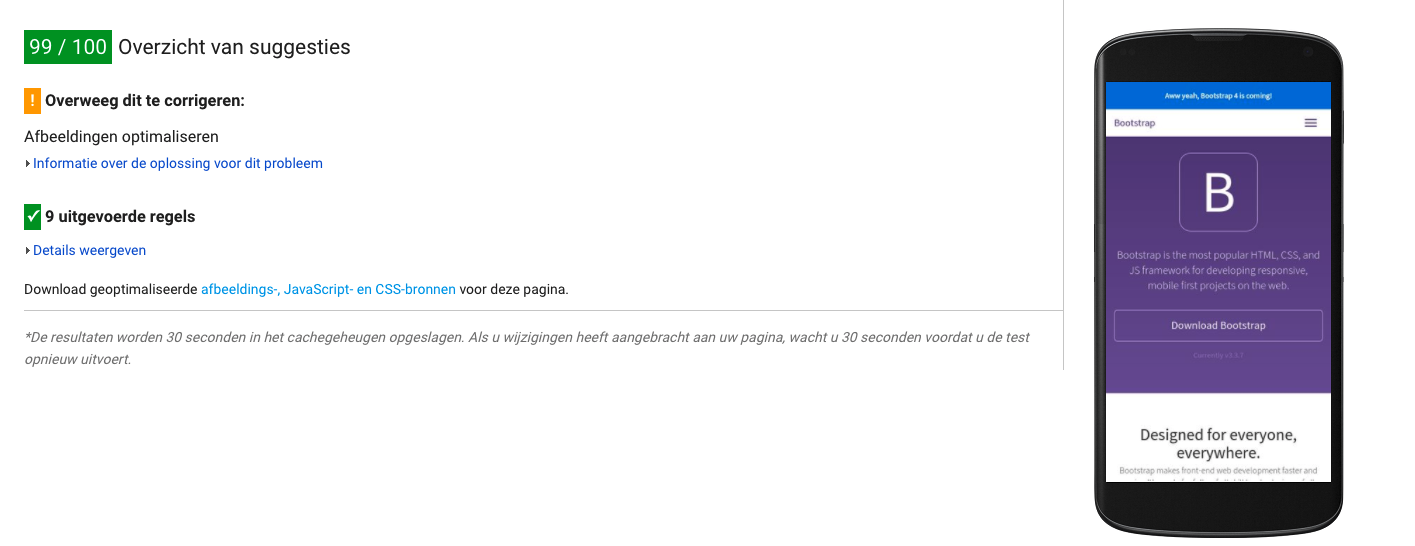 99 / 100 Overzicht van suggesties
! Overweeg dit te corrigeren:
Afbeeldingen optimaliseren
Informatie over de oplossing voor dit probleem
9 uitgevoerde regels
Details weergeven
Download geoptimaliseerde afbeeldings-, JavaScript- en CSS-bronnen voor deze pagina.
*De resultaten worden 30 seconden in het cachegeheugen opgeslagen. Als u wijzigingen heeft aangebracht aan uw pagina, wacht u 30 seconden voordat u de test
opnieuw uitvoert.
Aww yeah, Bootstrap 4 is coming!
Bootstrap
B
Bootstrap is the most popular HTML, CSS, and
JS framework for developing responsive,
mobile first projects on the web.
Download Bootstrap
Currently v3.3.7
Designed for everyone,
everywhere.
Bootstrap makes front-end web development faster and